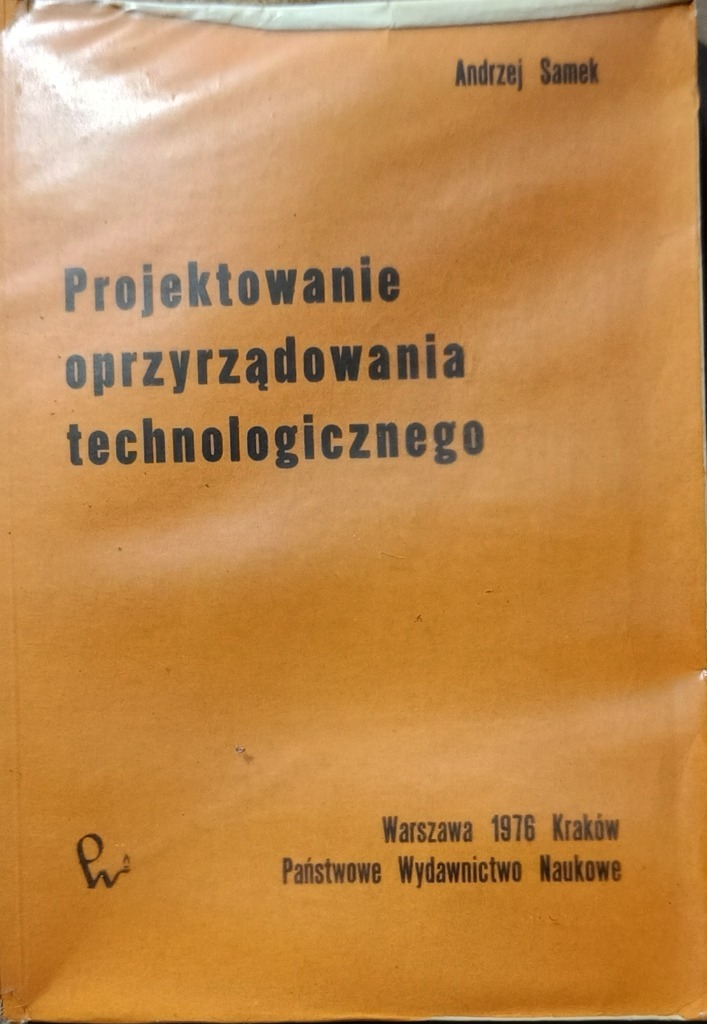 Andrzej Samek
Projektowanie
oprzyrządowania
technologicznego
Warszawa 1976 Kraków
Państwowe Wydawnictwo Naukowe